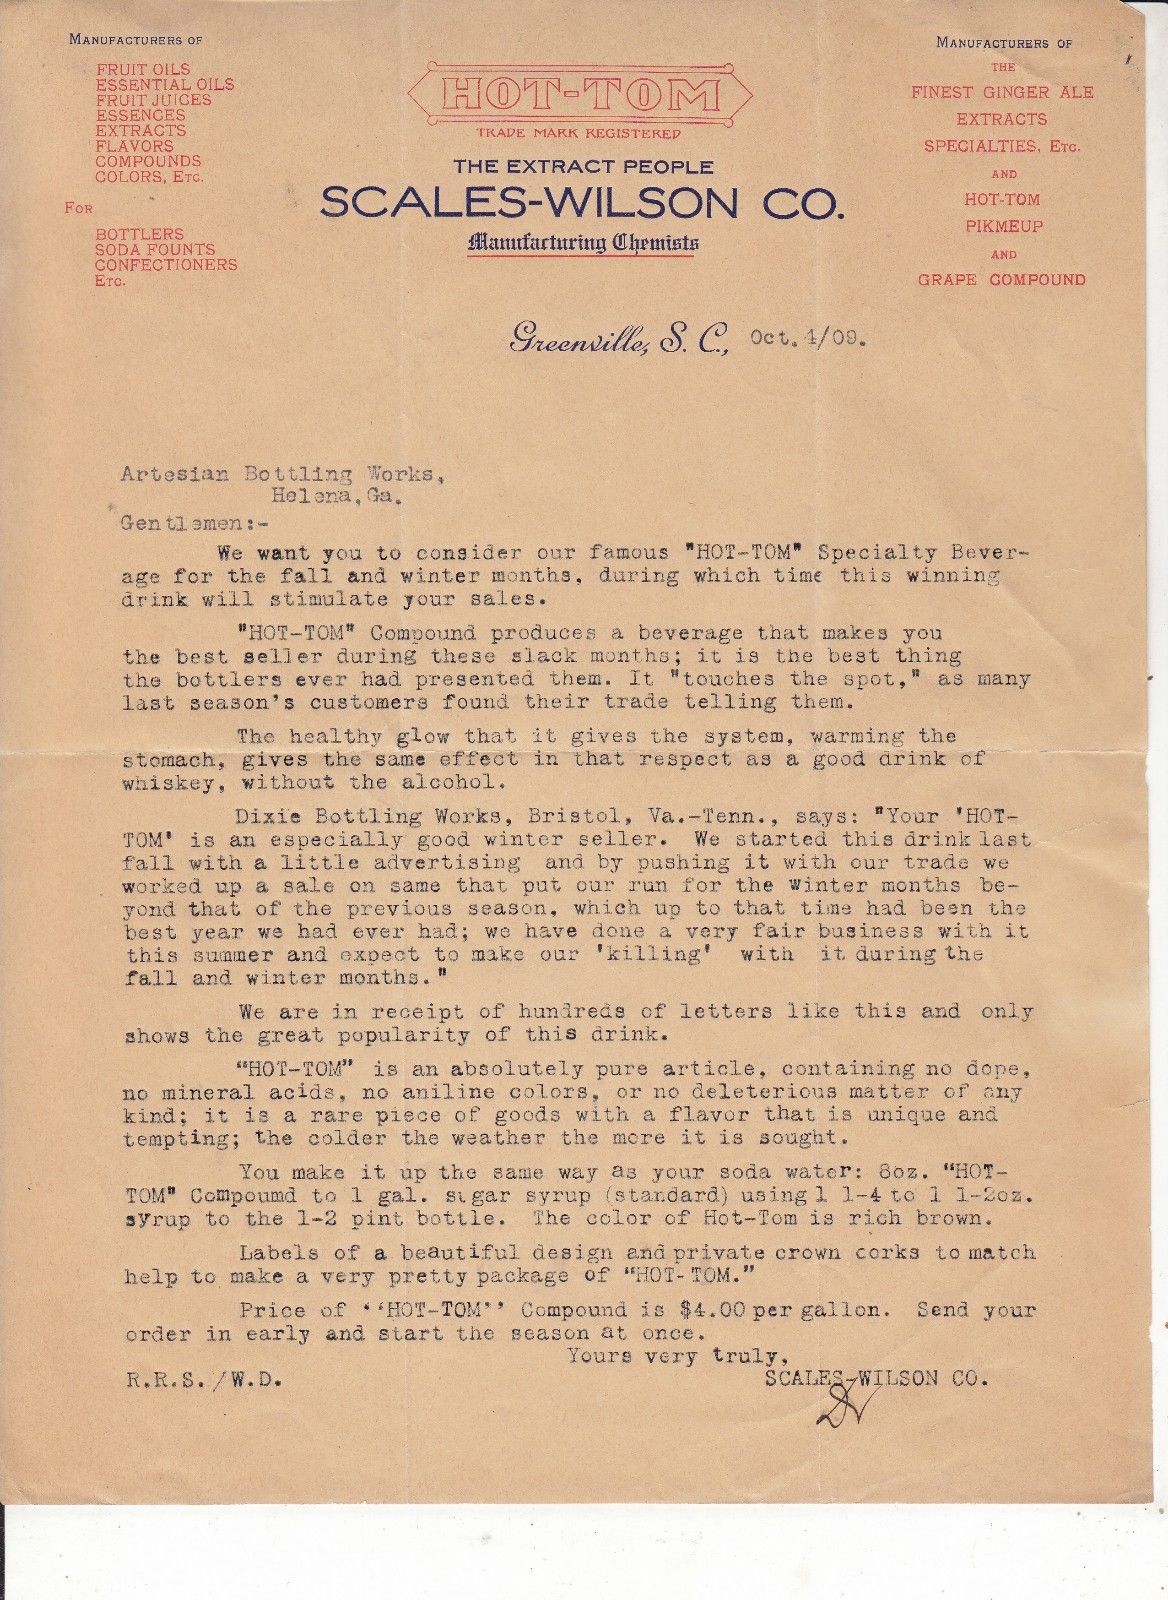 MANUFACTURERS OF
FRUIT OILS
ESSENTIAL OILS
FRUIT JUICES
ESSENCES
EXTRACTS
FLAVORS
COMPOUNDS
COLORS, ETC.
FOR
BOTTLERS
SODA FOUNTS
CONFECTIONERS
ETC.
HOT-TOM
TRADE MARK REGISTERED
THE EXTRACT PEOPLE
SCALES-WILSON CO.
Manufacturing Chemists
MANUFACTURERS OF
THE
FINEST GINGER ALE
EXTRACTS
SPECIALTIES, ETC.
AND
HOT-TOM
PIKMEUP
AND
GRAPE COMPOUND
Greenville, S. C., Oct. 4/09.
Artesian Bottling Works,
Helena,Ga.
Gentlemen:-
We want you to consider our famous "HOT-TOM" Specialty Bever-
age for the fall and winter months, during which time this winning
drink will stimulate your sales.
"HOT-TOM" Compound produces a beverage that makes you
the best seller during these slack months; it is the best thing
the bottlers ever had presented them. It "touches the spot," as many
last season's customers found their trade telling them.
The healthy glow that it gives the system, warming the
stomach, gives the same effect in that respect as a good drink of
whiskey, without the alcohol.
Dixie Bottling Works, Bristol, Va.-Tenn., says: "Your 'HOT-
TOM' is an especially good winter seller. We started this drink last
fall with a little advertising and by pushing it with our trade we
worked up a sale on same that put our run for the winter months be-
yond that of the previous season, which up to that time had been the
best year we had ever had; we have done a very fair business with it
this summer and expect to make our 'killing' with it during the
fall and winter months."
We are in receipt of hundreds of letters like this and only
shows the great popularity of this drink.
"HOT-TOM" is an absolutely pure article, containing no dope,
no mineral acids, no aniline colors, or no deleterious matter of any
kind; it is a rare piece of goods with a flavor that is unique and
tempting; the colder the weather the more it is sought.
You make it up the same way as your soda water: 8oz. "HOT-
TOM" Compoumd to 1 gal. sugar syrup (standard) using 1 1-4 to 1 1-2oz.
syrup to the 1-2 pint bottle. The color of Hot-Tom is rich brown.
Labels of a beautiful design and private crown corks to match
help to make a very pretty package of "HOT-TOM."
Price of ''HOT-TOM'' Compound is $4.00 per gallon. Send your
order in early and start the season at once.
Yours very truly,
R.R.S./W.D. SCALES-WILSON CO.